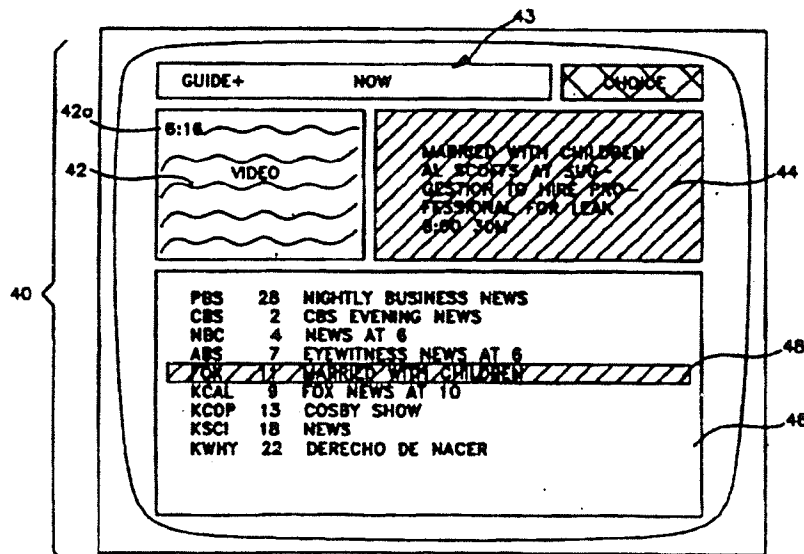 43
GUIDE+ NOW CHOICE
42a
6:16
42
VIDEO
MARRIED WITH CHILDREN
AL SCOFFS AT SUG-
GESTION TO HIRE PRO-
FESSIONAL FOR LEAK
6:00 30M
44
40
PBS 28 NIGHTLY BUSINESS NEWS
CBS 2 CBS EVENING NEWS
NBC 4 NEWS AT 6
ABS 7 EYEWITNESS NEWS AT 6
FOX 11 MARRIED WITH CHILDREN
48
KCAL 9 FOX NEWS AT 10
KCOP 13 COSBY SHOW
KSCI 18 NEWS
46
KWHY 22 DERECHO DE NACER